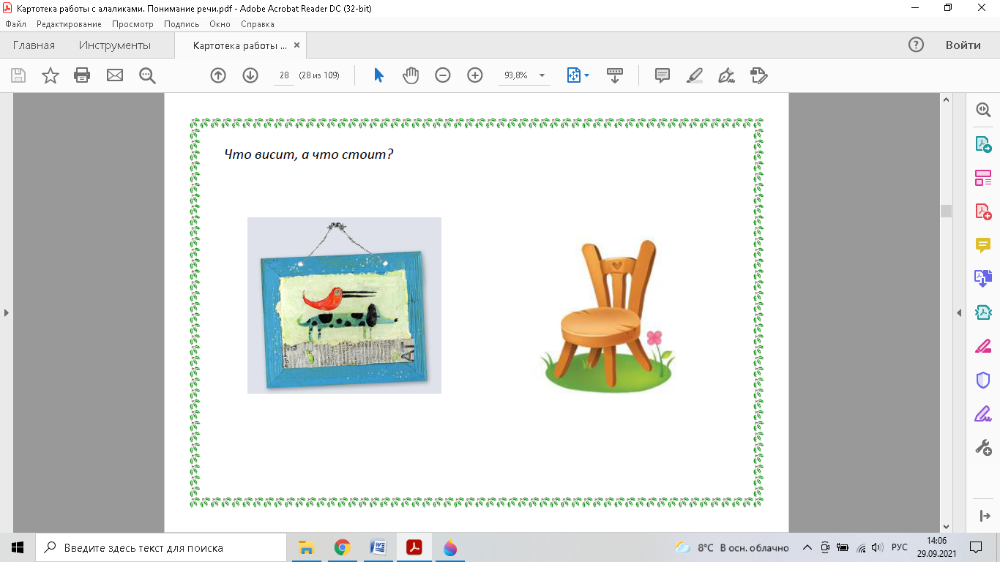 Картотека работы с алаликами. Понимание речи.pdf - Adobe Acrobat Reader DC (32-bit)
Файл Редактирование Просмотр Подпись Окно Справка
Главная Инструменты Картотека работы ... × Войти
28 (28 из 109) 93,8%
Что висит, а что стоит?
Введите здесь текст для поиска
8°C В осн. облачно
РУС
14:06
29.09.2021